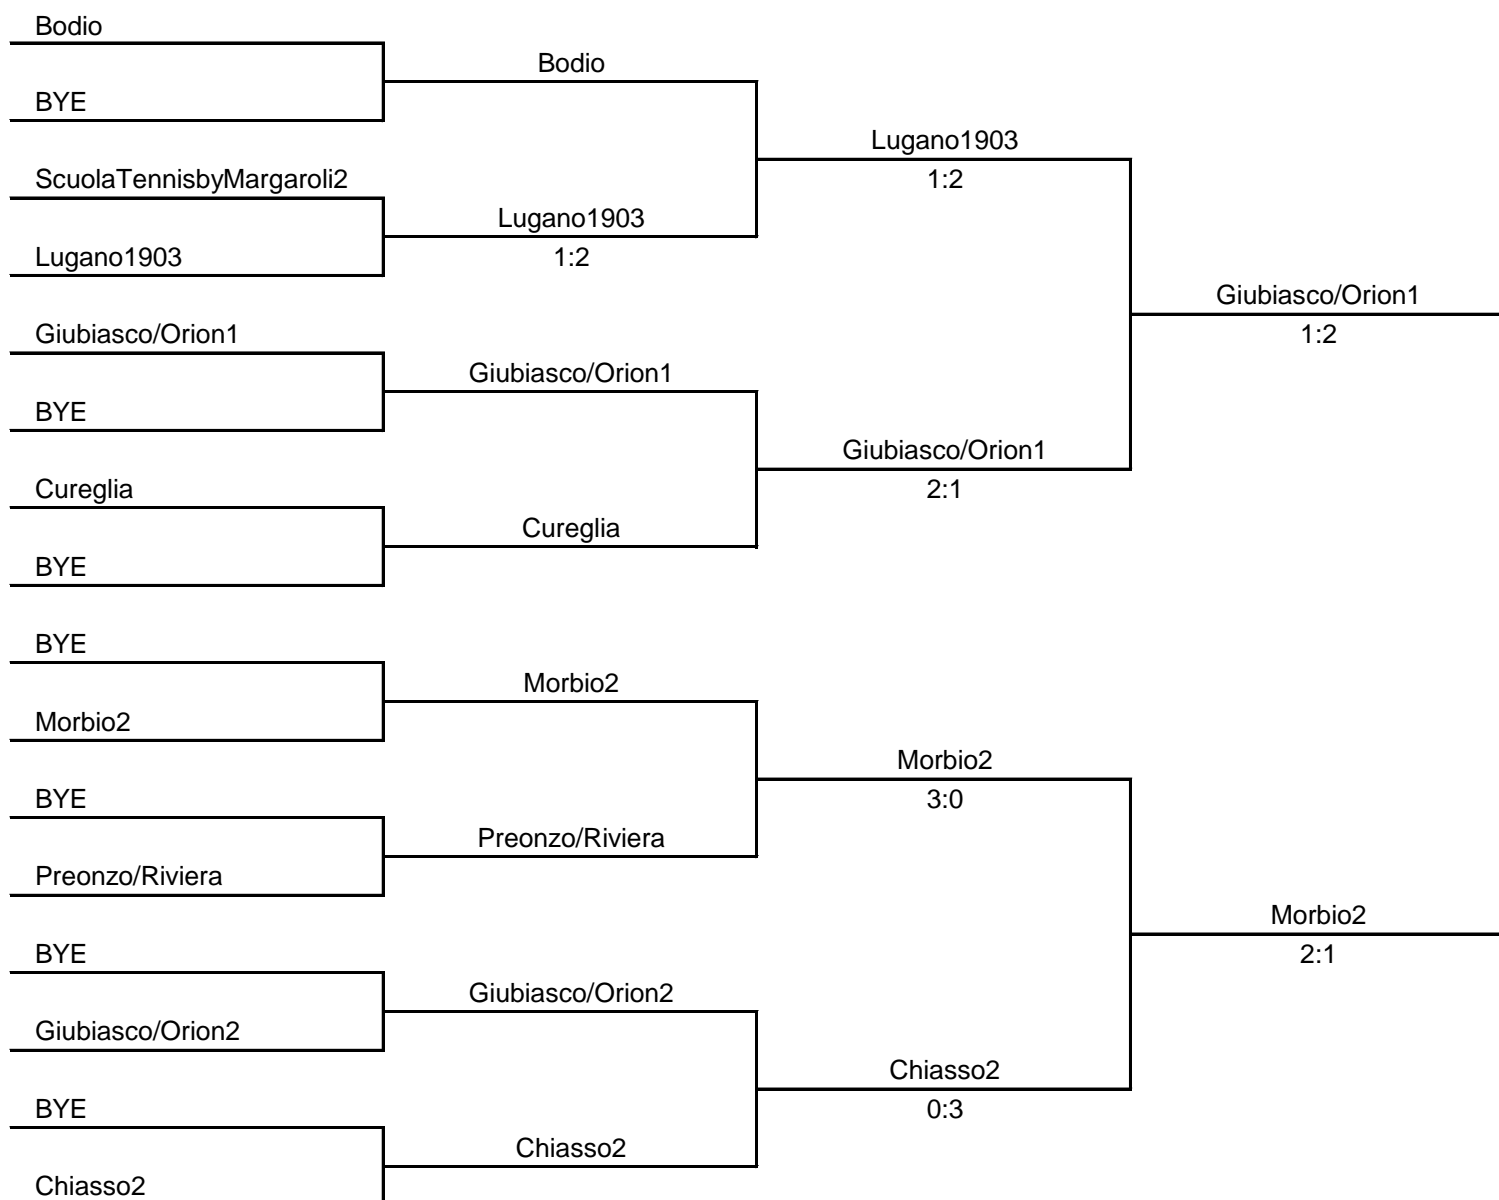 Bodio
Bodio
BYE
Lugano1903
ScuolaTennisbyMargaroli2
1:2
Lugano1903
Lugano1903
1:2
Giubiasco/Orion1
Giubiasco/Orion1
1:2
Giubiasco/Orion1
BYE
Giubiasco/Orion1
Cureglia
2:1
Cureglia
BYE
BYE
Morbio2
Morbio2
Morbio2
BYE
3:0
Preonzo/Riviera
Preonzo/Riviera
Morbio2
BYE
2:1
Giubiasco/Orion2
Giubiasco/Orion2
Chiasso2
BYE
0:3
Chiasso2
Chiasso2